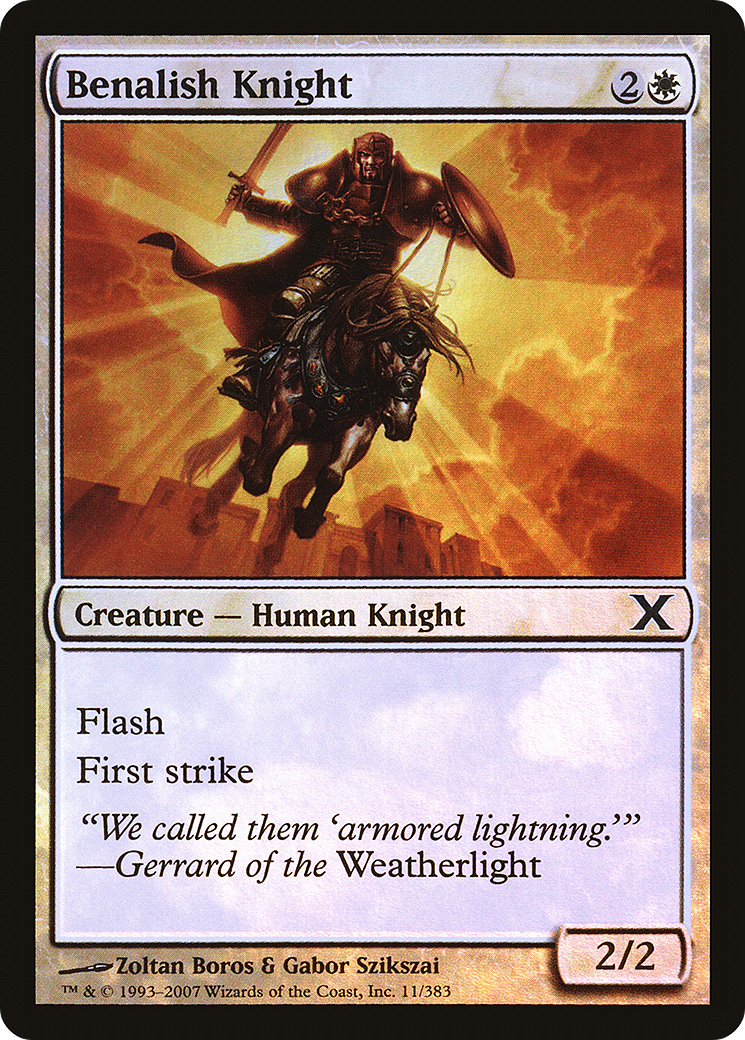 Benalish Knight 2
Creature — Human Knight X
Flash
First strike
“We called them ‘armored lightning.’”
—Gerrard of the Weatherlight
2/2
Zoltan Boros & Gabor Szikszai
™ & © 1993–2007 Wizards of the Coast, Inc. 11/383